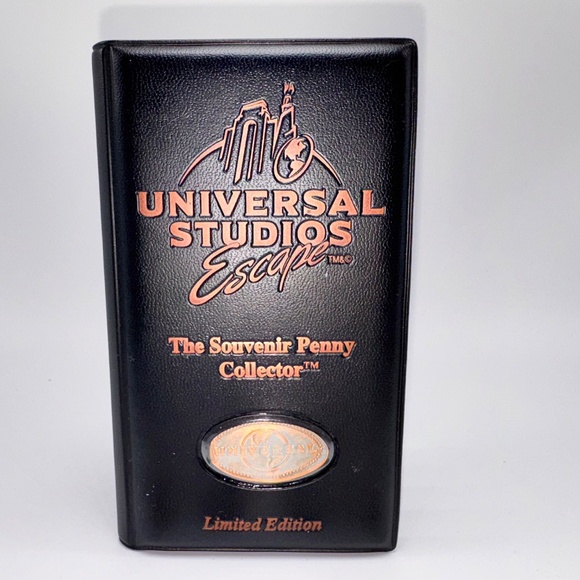 UNIVERSAL
STUDIOS
Escape TM&©
The Souvenir Penny
Collector™
Limited Edition